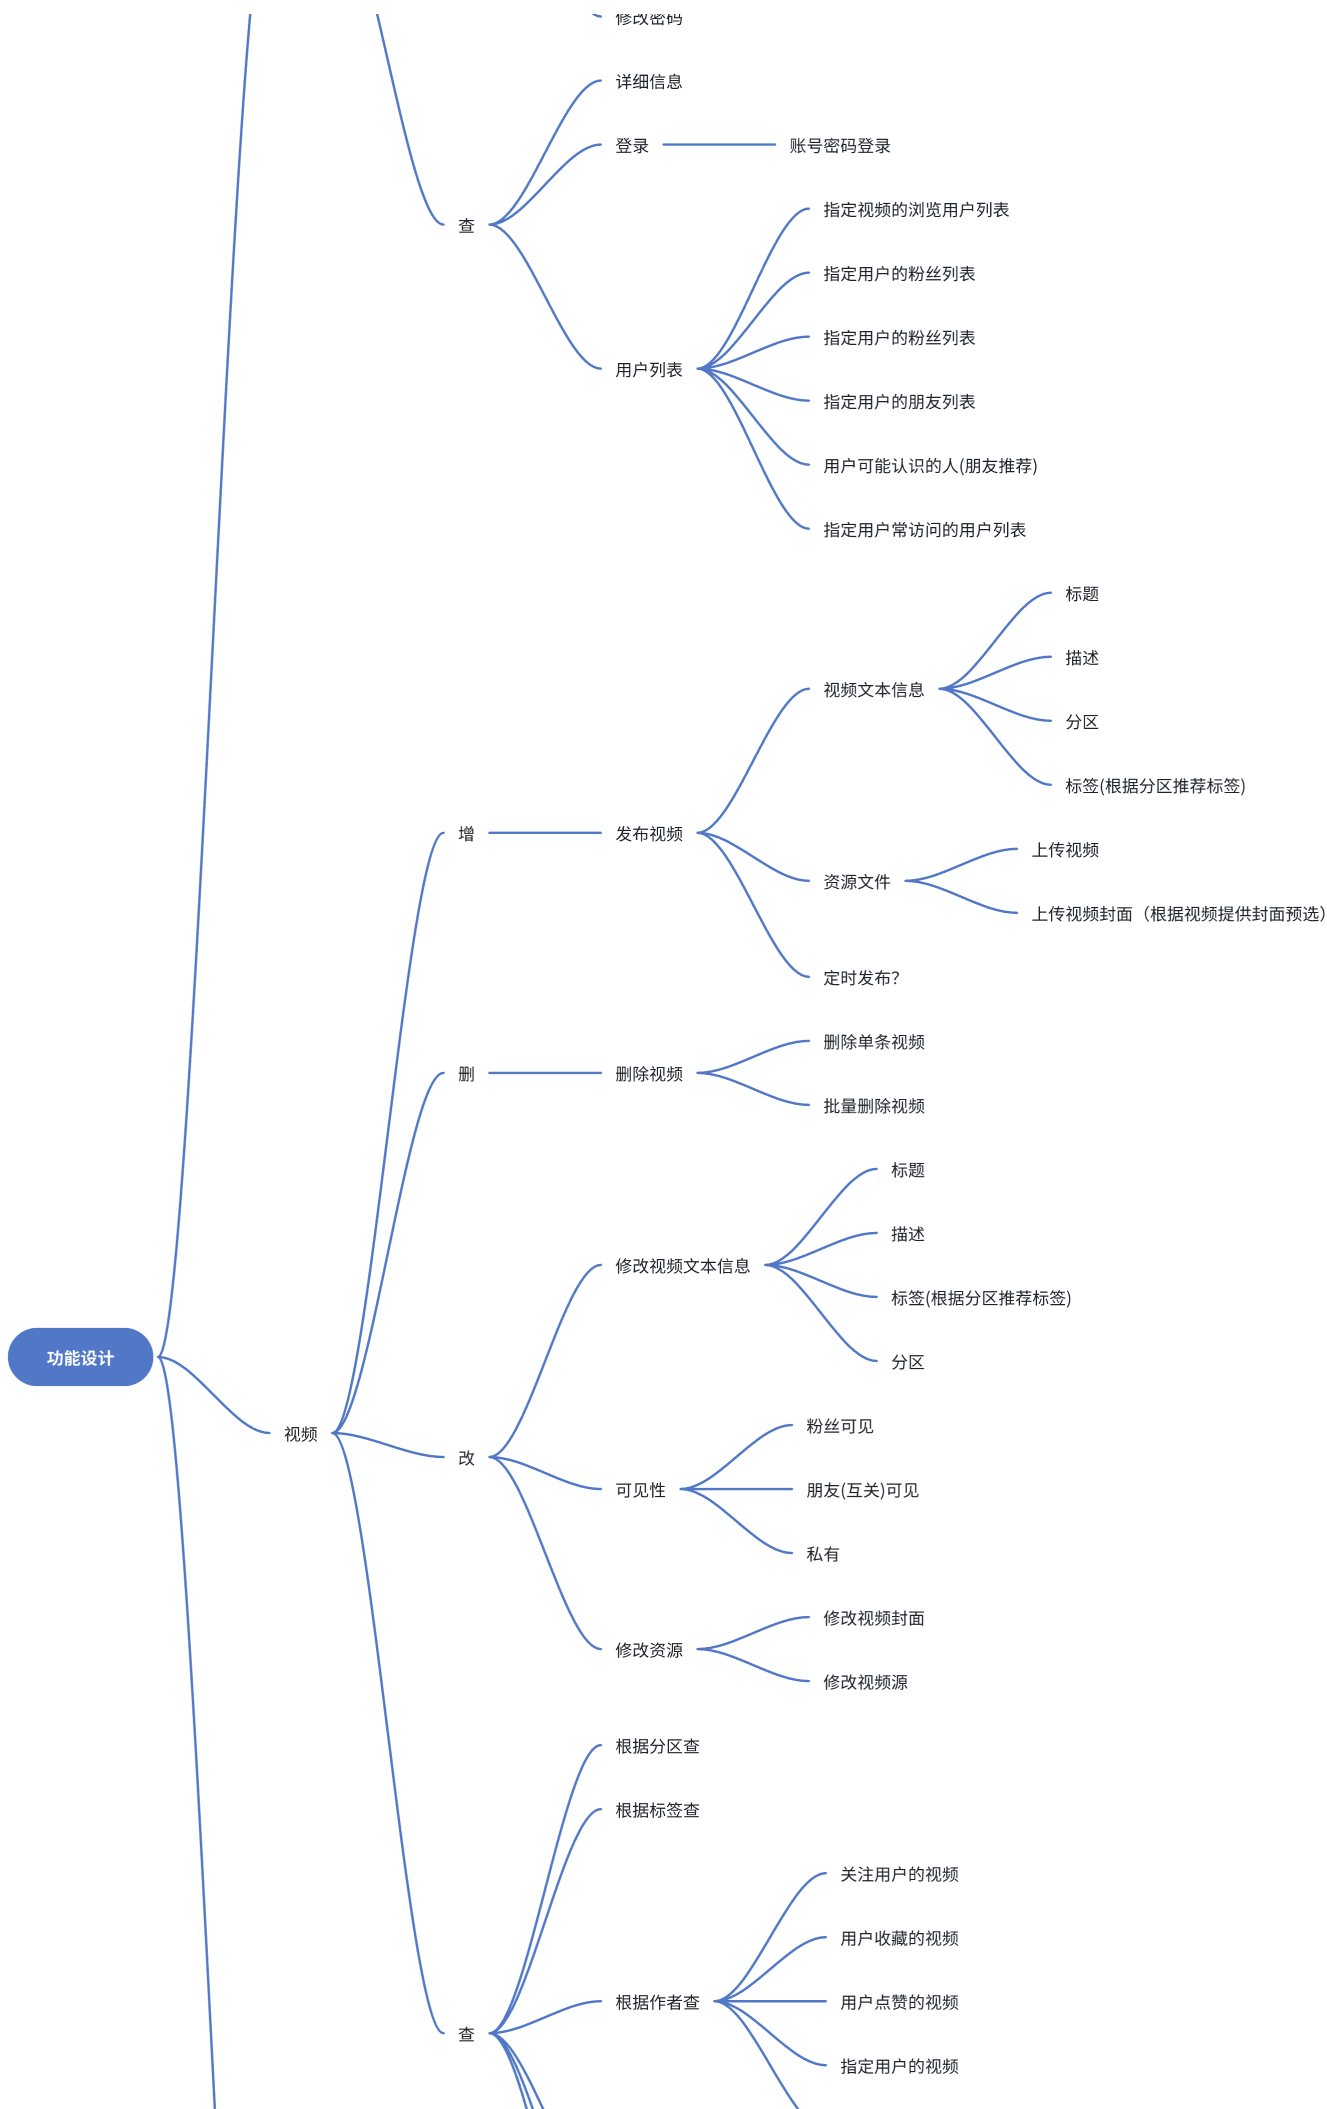 修改密码
详细信息
登录
账号密码登录
查
指定视频的浏览用户列表
指定用户的粉丝列表
指定用户的粉丝列表
用户列表
指定用户的朋友列表
用户可能认识的人(朋友推荐)
指定用户常访问的用户列表
标题
描述
视频文本信息
分区
标签(根据分区推荐标签)
增
发布视频
上传视频
资源文件
上传视频封面（根据视频提供封面预选）
定时发布?
删除单条视频
删
删除视频
批量删除视频
标题
描述
修改视频文本信息
标签(根据分区推荐标签)
分区
功能设计
视频
粉丝可见
改
可见性
朋友(互关)可见
私有
修改视频封面
修改资源
修改视频源
根据分区查
根据标签查
关注用户的视频
用户收藏的视频
根据作者查
用户点赞的视频
查
指定用户的视频